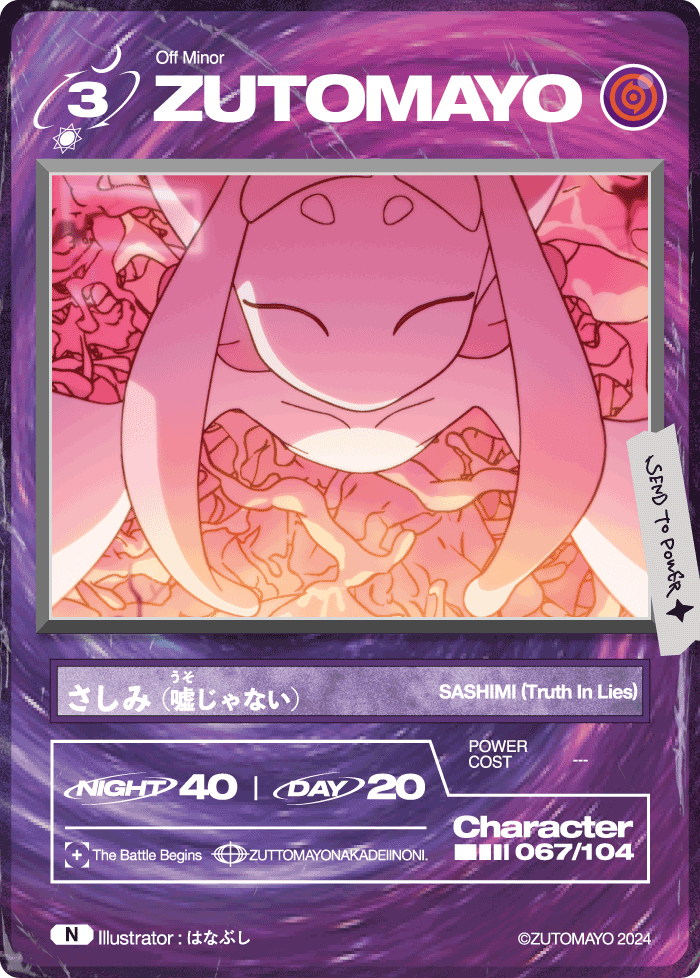 Off Minor
3 ZUTOMAYO
SEND TO POWER
うそ
さしみ（嘘じゃない） SASHIMI (Truth In Lies)
POWER
COST ---
NIGHT 40 | DAY 20
Character
067/104
The Battle Begins ZUTTOMAYONAKADEIINONI.
N Illustrator : はなぶし ©ZUTOMAYO 2024